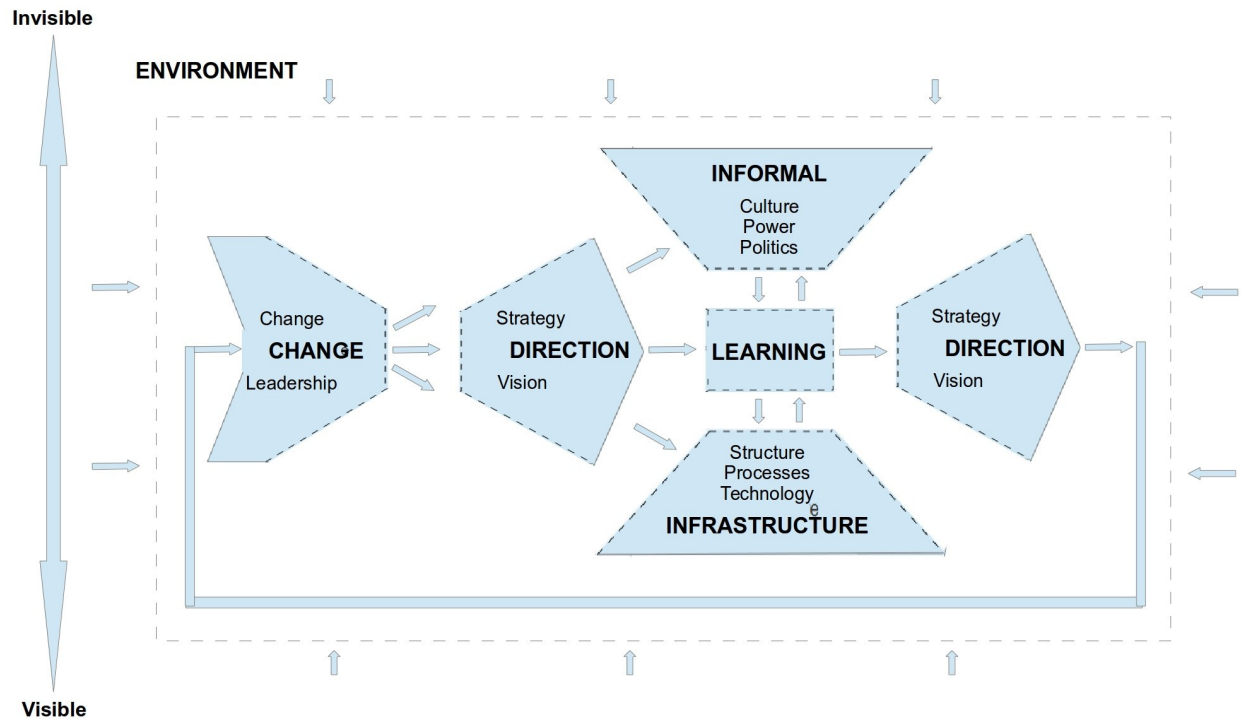 Invisible
ENVIRONMENT
INFORMAL
Culture
Power
Politics
Change
CHANGE
Leadership
Strategy
DIRECTION
Vision
LEARNING
Strategy
DIRECTION
Vision
Structure
Processes
Technology
e
INFRASTRUCTURE
Visible